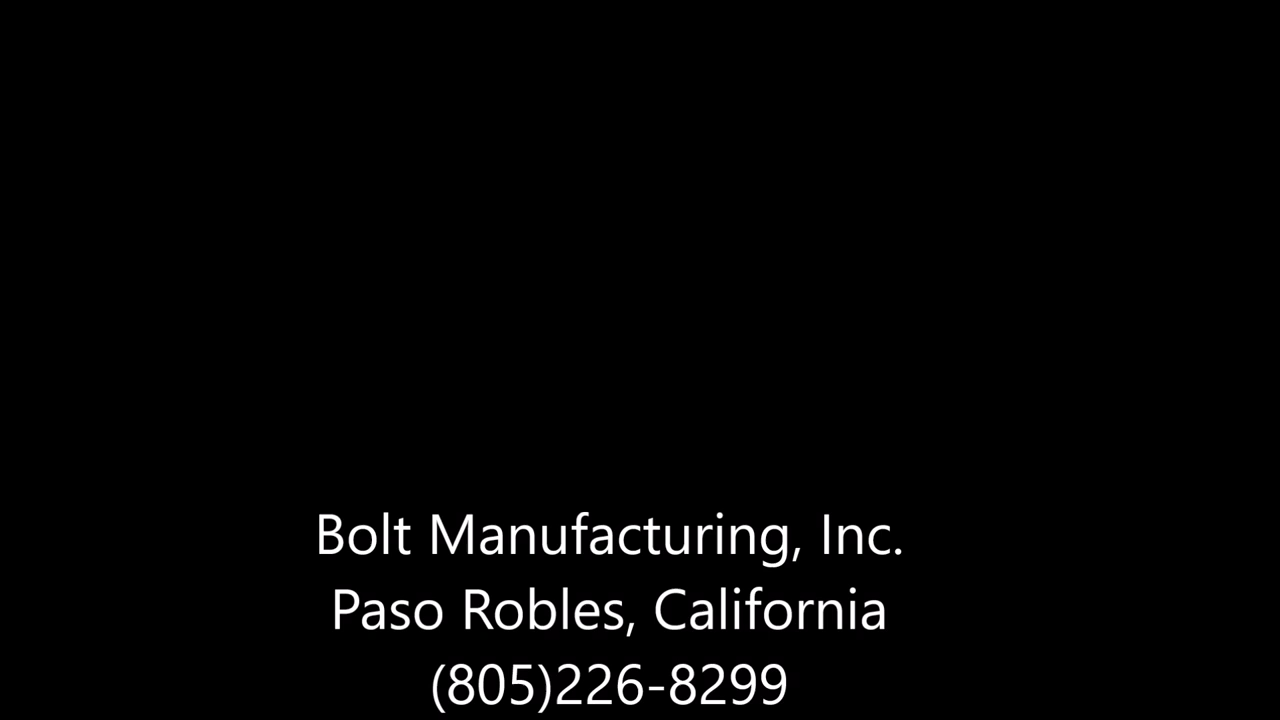 Bolt Manufacturing, Inc.
Paso Robles, California
(805)226-8299